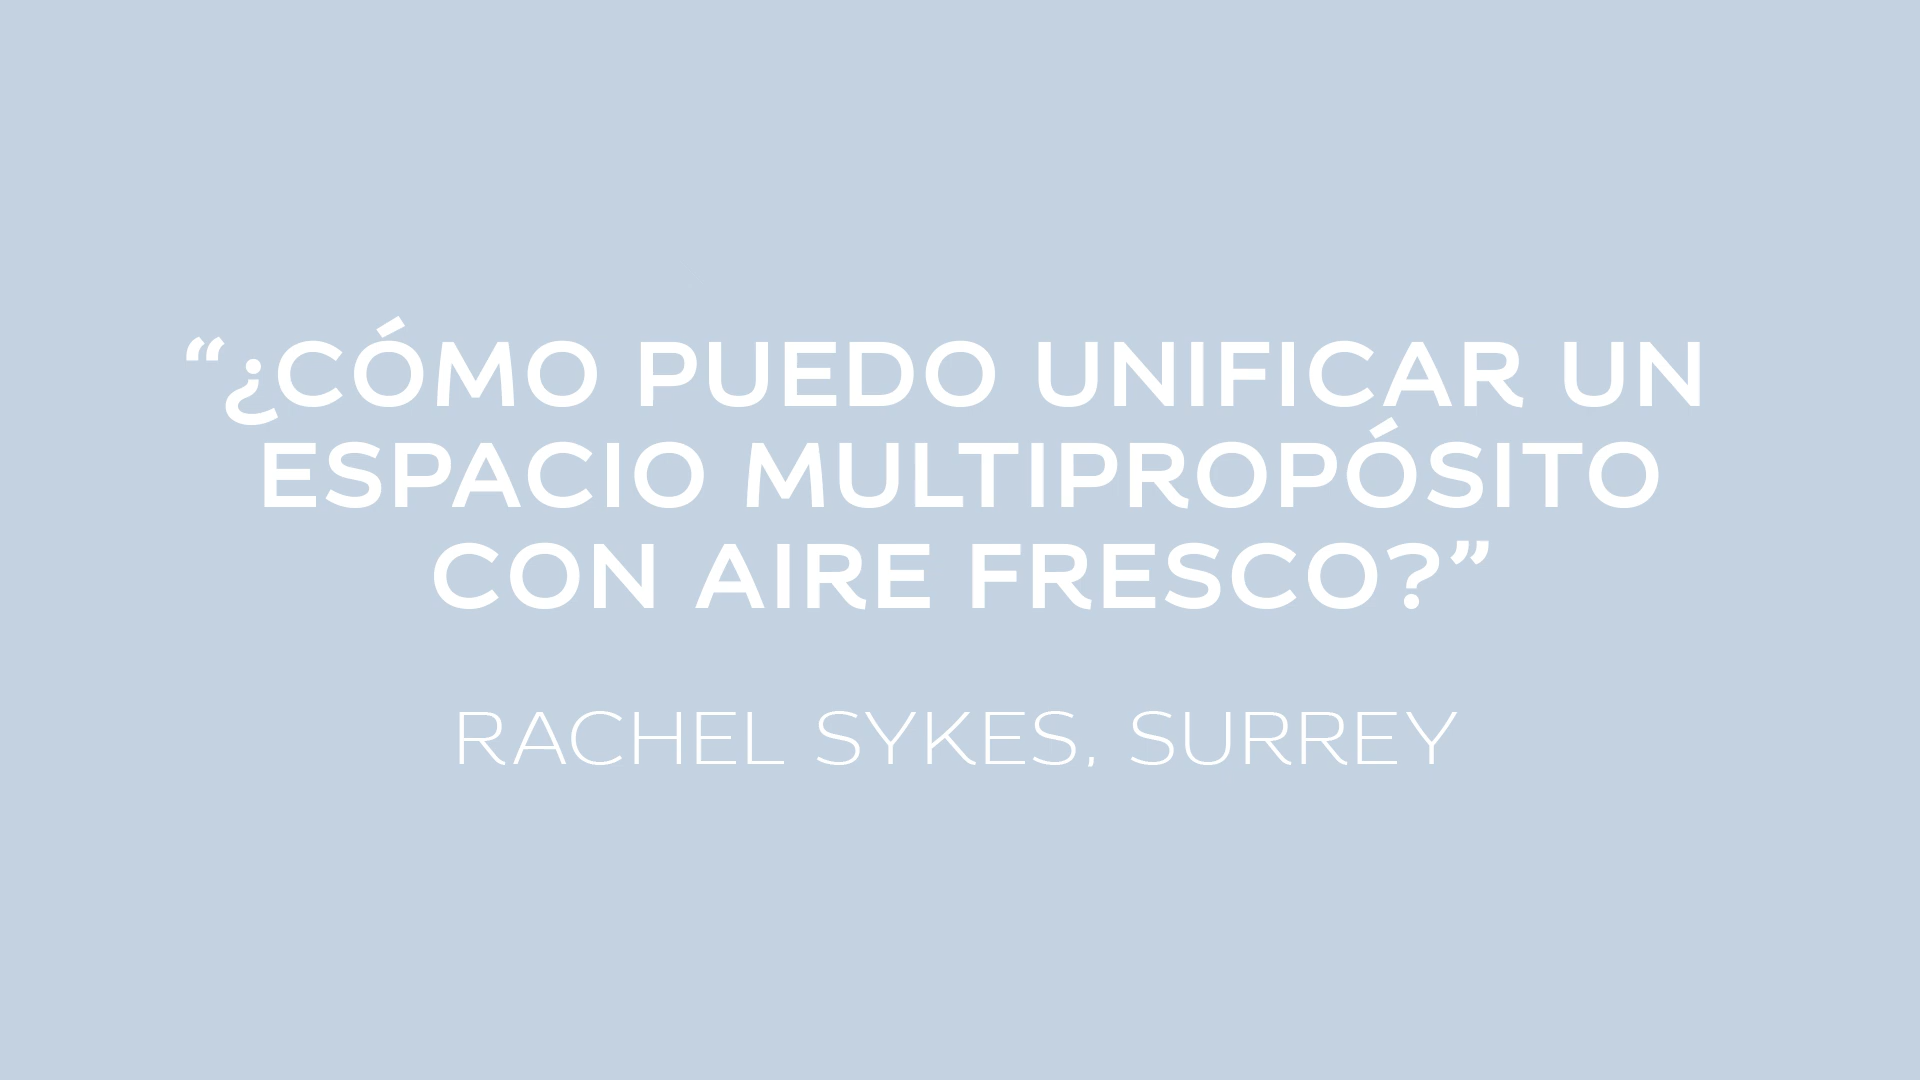 “¿CÓMO PUEDO UNIFICAR UN
ESPACIO MULTIPROPÓSITO
CON AIRE FRESCO?”
RACHEL SYKES, SURREY